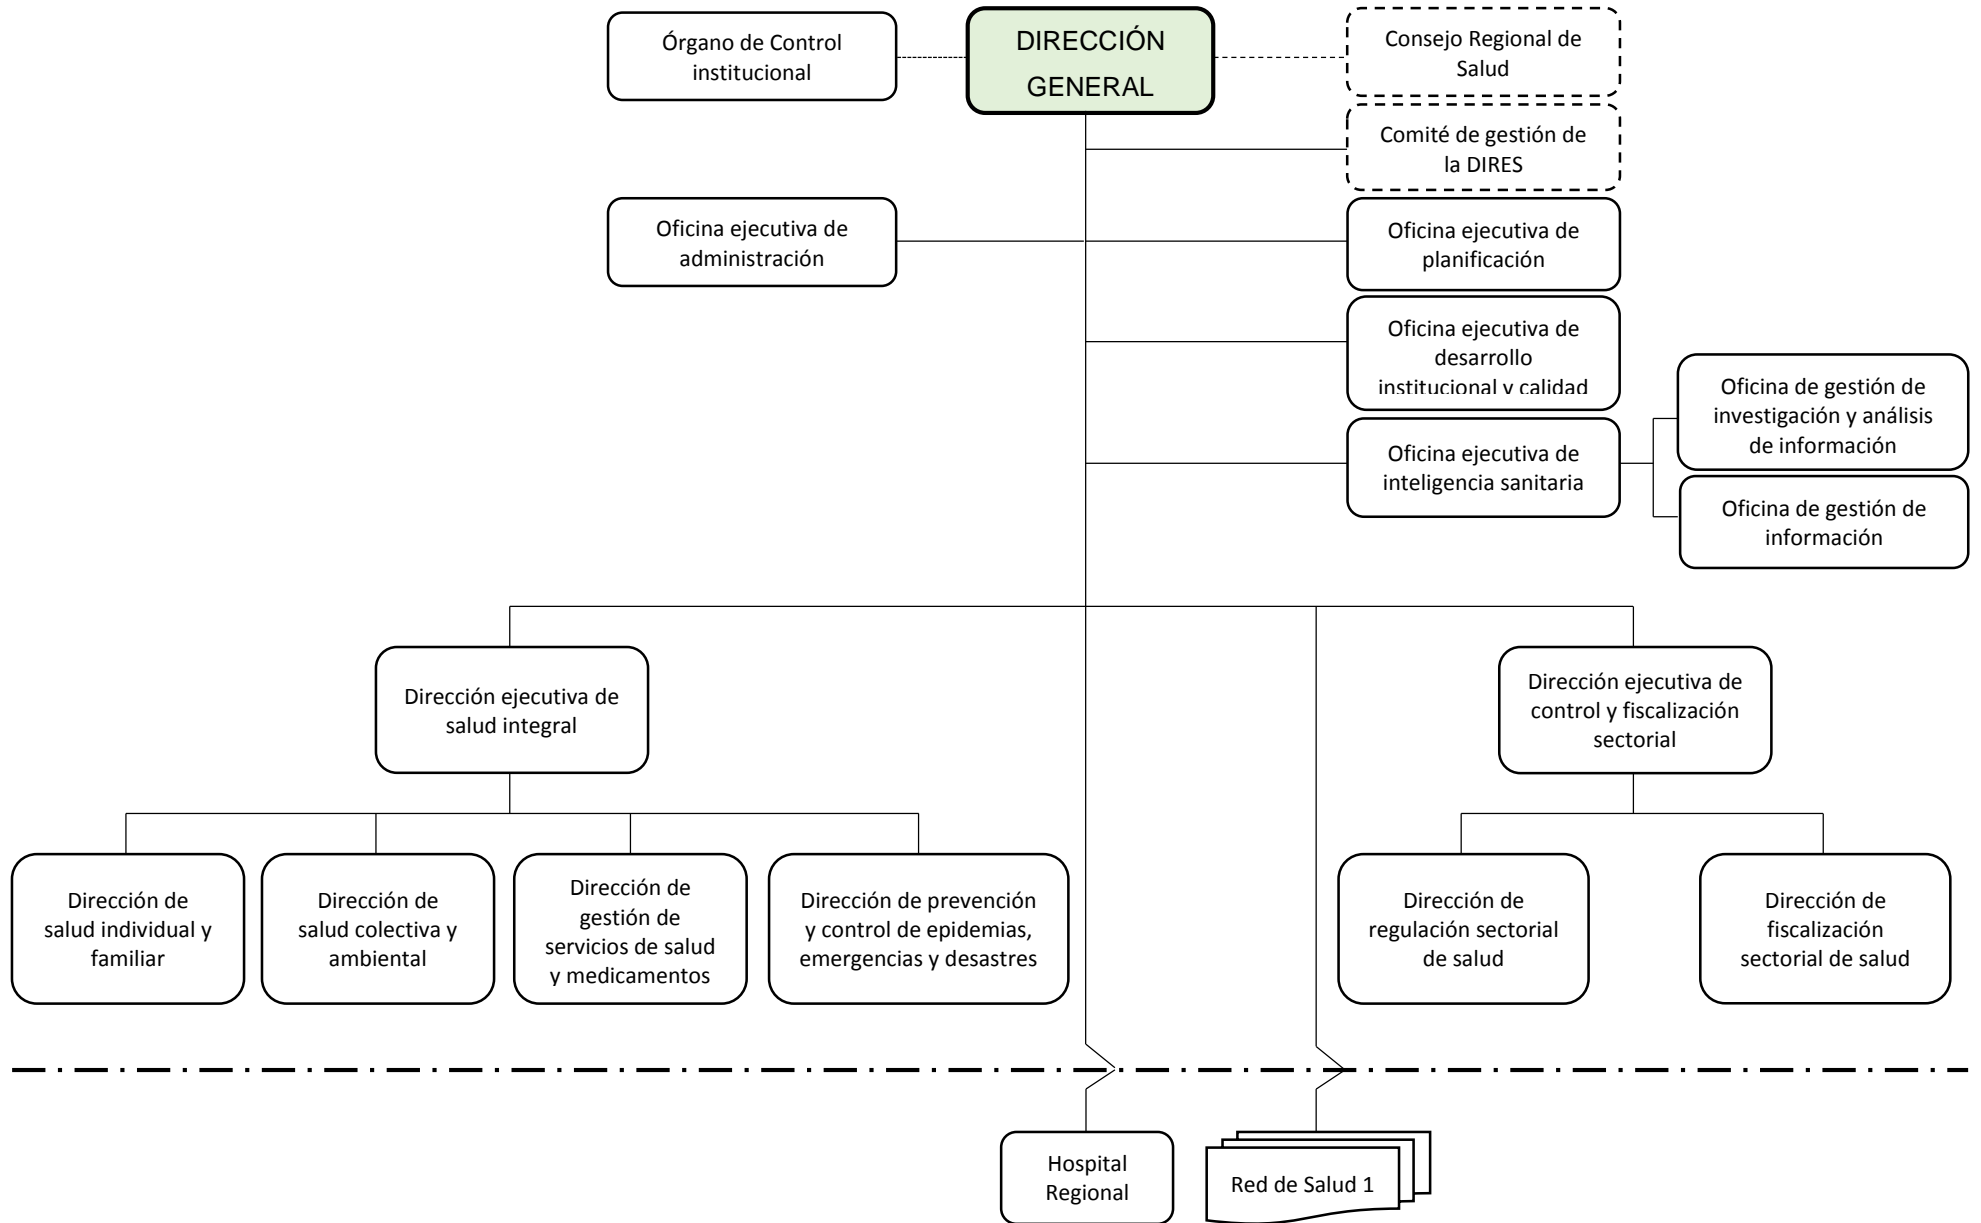 Órgano de Control
institucional
DIRECCIÓN
GENERAL
Consejo Regional de
Salud
Comité de gestión de
la DIRES
Oficina ejecutiva de
administración
Oficina ejecutiva de
planificación
Oficina ejecutiva de
desarrollo
institucional y calidad
Oficina ejecutiva de
inteligencia sanitaria
Oficina de gestión de
investigación y análisis
de información
Oficina de gestión de
información
Dirección ejecutiva de
salud integral
Dirección ejecutiva de
control y fiscalización
sectorial
Dirección de
salud individual y
familiar
Dirección de
salud colectiva y
ambiental
Dirección de
gestión de
servicios de salud
y medicamentos
Dirección de prevención
y control de epidemias,
emergencias y desastres
Dirección de
regulación sectorial
de salud
Dirección de
fiscalización
sectorial de salud
Hospital
Regional
Red de Salud 1